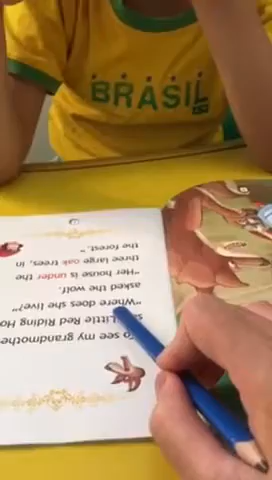 BRASIL
"To see my
Little Red Riding
"Where does she live?"
asked the wolf.
"Her house is under the
three large oak trees, in
the forest."